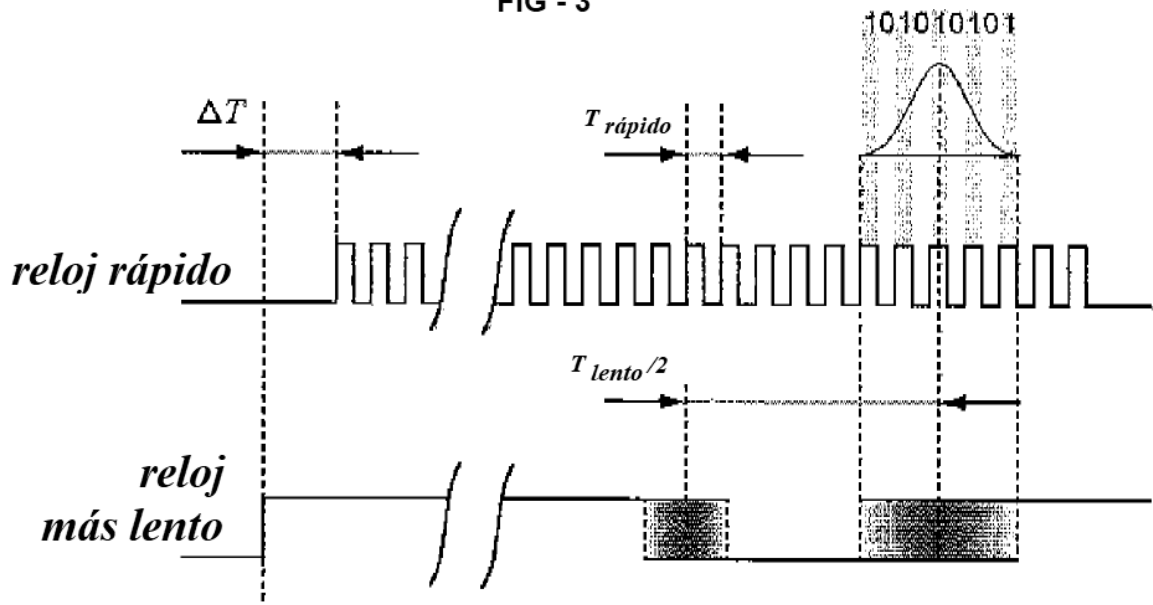 FIG - 3
101010101
ΔT
T rápido
reloj rápido
T lento/2
reloj
más lento